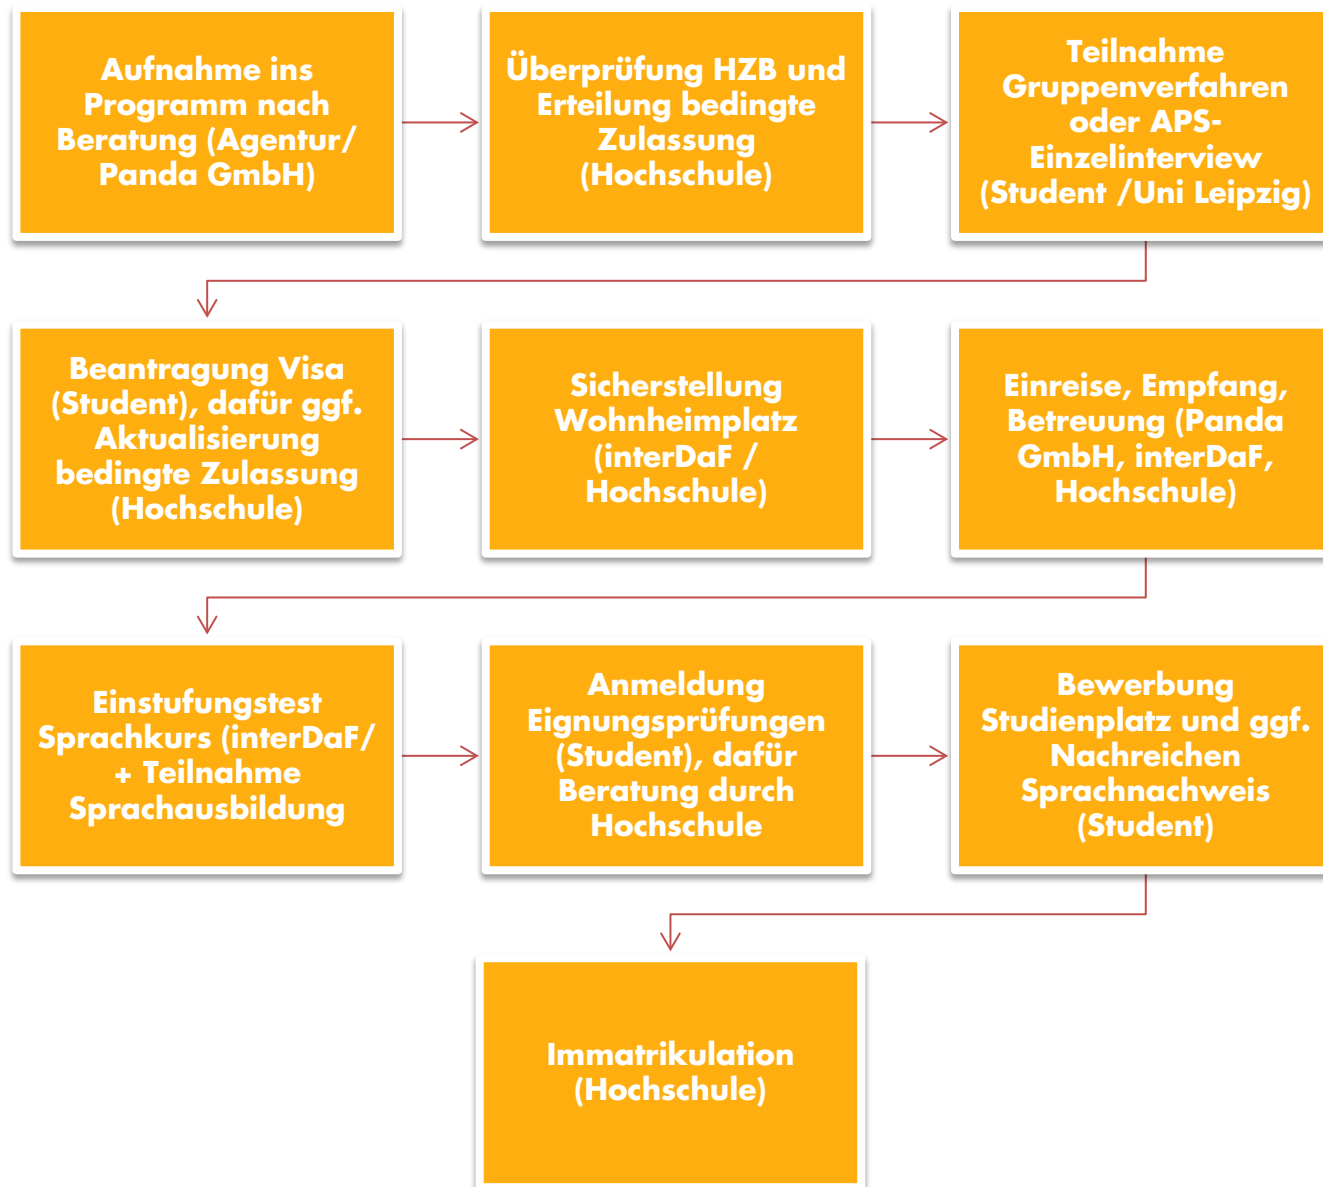 Aufnahme ins
Programm nach
Beratung (Agentur/
Panda GmbH)
Überprüfung HZB und
Erteilung bedingte
Zulassung
(Hochschule)
Teilnahme
Gruppenverfahren
oder APS-
Einzelinterview
(Student /Uni Leipzig)
Beantragung Visa
(Student), dafür ggf.
Aktualisierung
bedingte Zulassung
(Hochschule)
Sicherstellung
Wohnheimplatz
(interDaF /
Hochschule)
Einreise, Empfang,
Betreuung (Panda
GmbH, interDaF,
Hochschule)
Einstufungstest
Sprachkurs (interDaF/
+ Teilnahme
Sprachausbildung
Anmeldung
Eignungsprüfungen
(Student), dafür
Beratung durch
Hochschule
Bewerbung
Studienplatz und ggf.
Nachreichen
Sprachnachweis
(Student)
Immatrikulation
(Hochschule)